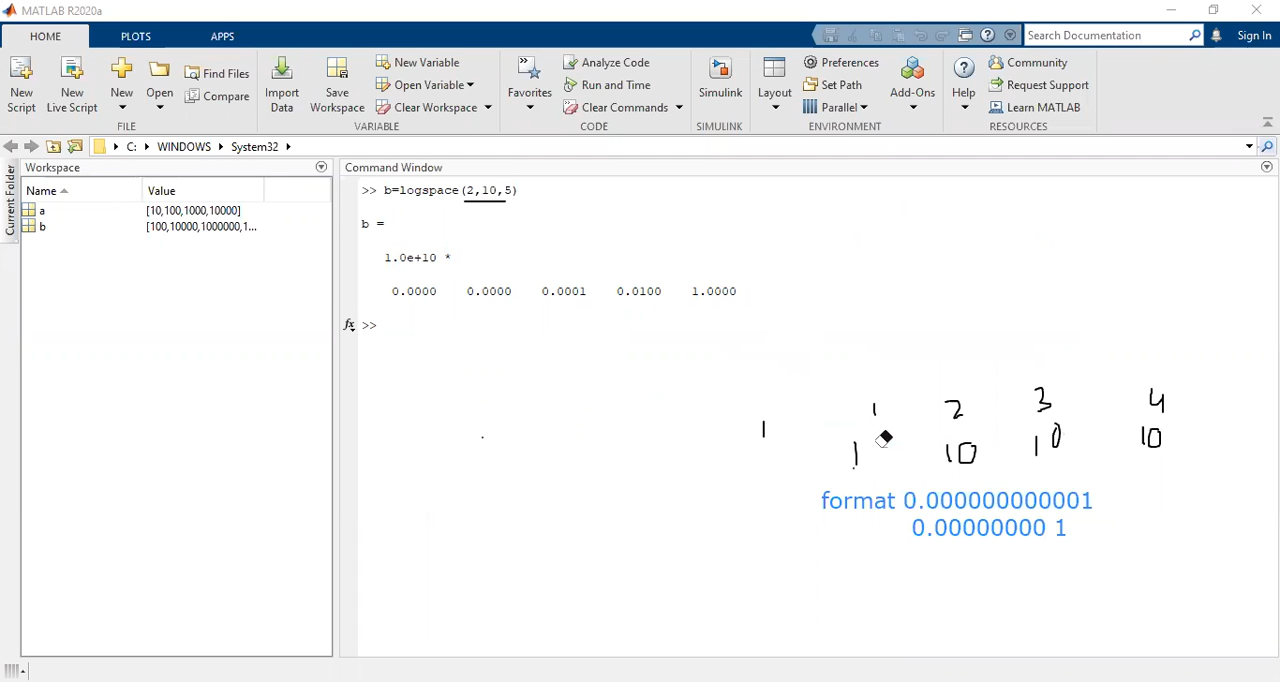 MATLAB R2020a
HOME PLOTS APPS
Search Documentation Sign In
New Script
New Live Script
New
Open
Find Files
Compare
FILE
Import Data
Save Workspace
New Variable
Open Variable
Clear Workspace
VARIABLE
Favorites
Analyze Code
Run and Time
Clear Commands
CODE
Simulink
SIMULINK
Layout
Preferences
Set Path
Parallel
Add-Ons
ENVIRONMENT
Help
Community
Request Support
Learn MATLAB
RESOURCES
C: WINDOWS System32
Current Folder
Workspace
Name Value
a [10,100,1000,10000]
b [100,10000,1000000,1...
Command Window
>> b=logspace(2,10,5)
b =
1.0e+10 *
0.0000 0.0000 0.0001 0.0100 1.0000
fx >>
1 2 3 4
1 1 10 10 10
format 0.000000000001
0.00000000 1